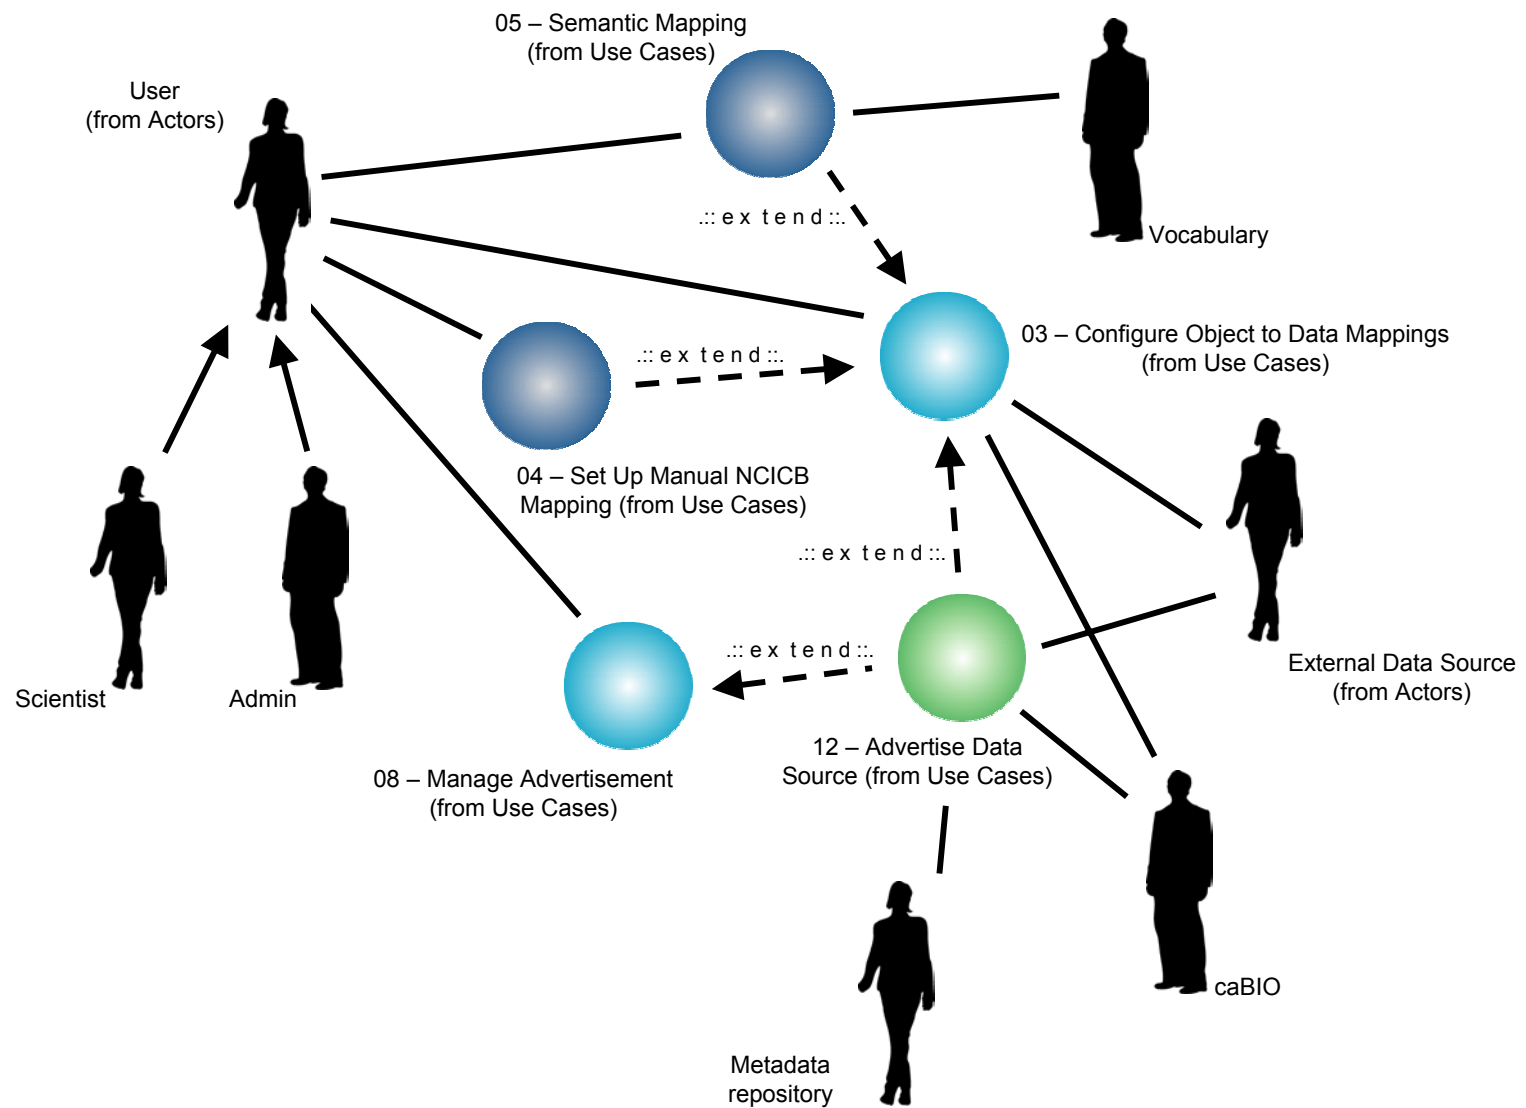 05 – Semantic Mapping
(from Use Cases)
User
(from Actors)
.:: e x t e n d ::.
Vocabulary
03 – Configure Object to Data Mappings
(from Use Cases)
.:: e x t e n d ::.
04 – Set Up Manual NCICB
Mapping (from Use Cases)
.:: e x t e n d ::.
.:: e x t e n d ::.
External Data Source
(from Actors)
Scientist
Admin
12 – Advertise Data
Source (from Use Cases)
08 – Manage Advertisement
(from Use Cases)
caBIO
Metadata
repository